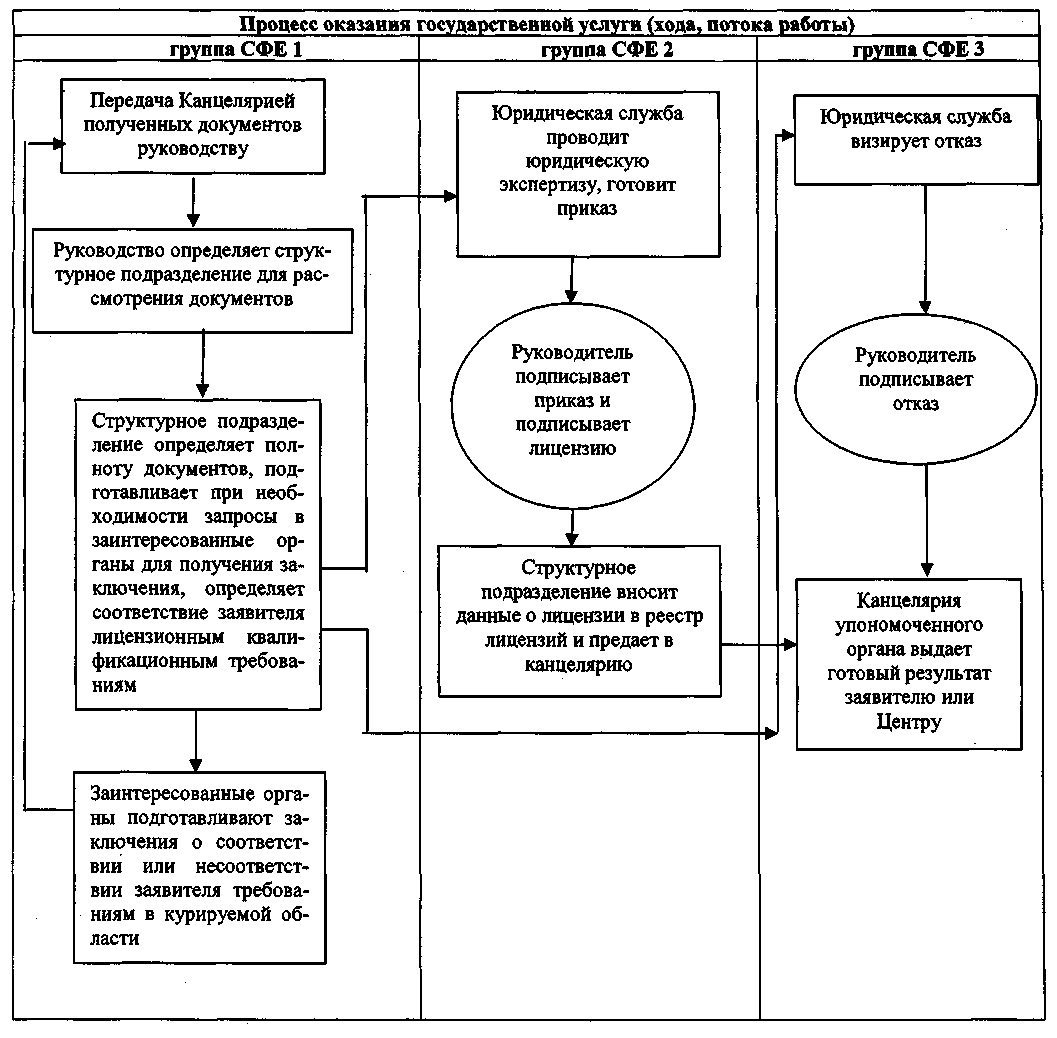 Процесс оказания государственной услуги (хода, потока работы)
группа СФЕ 1
группа СФЕ 2
группа СФЕ 3
Передача Канцелярией
полученных документов
руководству
Руководство определяет струк-
турное подразделение для рас-
смотрения документов
Структурное подразде-
ление определяет пол-
ноту документов, под-
готавливает при необ-
ходимости запросы в
заинтересованные ор-
ганы для получения за-
ключения, определяет
соответствие заявителя
лицензионным квали-
фикационным требова-
ниям
Заинтересованные орга-
ны подготавливают за-
ключения о соответст-
вии или несоответст-
вии заявителя требова-
ниям в курируемой об-
ласти
Юридическая служба
проводит
юридическую
экспертизу, готовит
приказ
Руководитель
подписывает
приказ и
подписывает
лицензию
Структурное
подразделение вносит
данные о лицензии в реестр
лицензий и предает в
канцелярию
Юридическая служба
визирует отказ
Руководитель
подписывает
отказ
Канцелярия
упономоченного
органа выдает
готовый результат
заявителю или
Центру